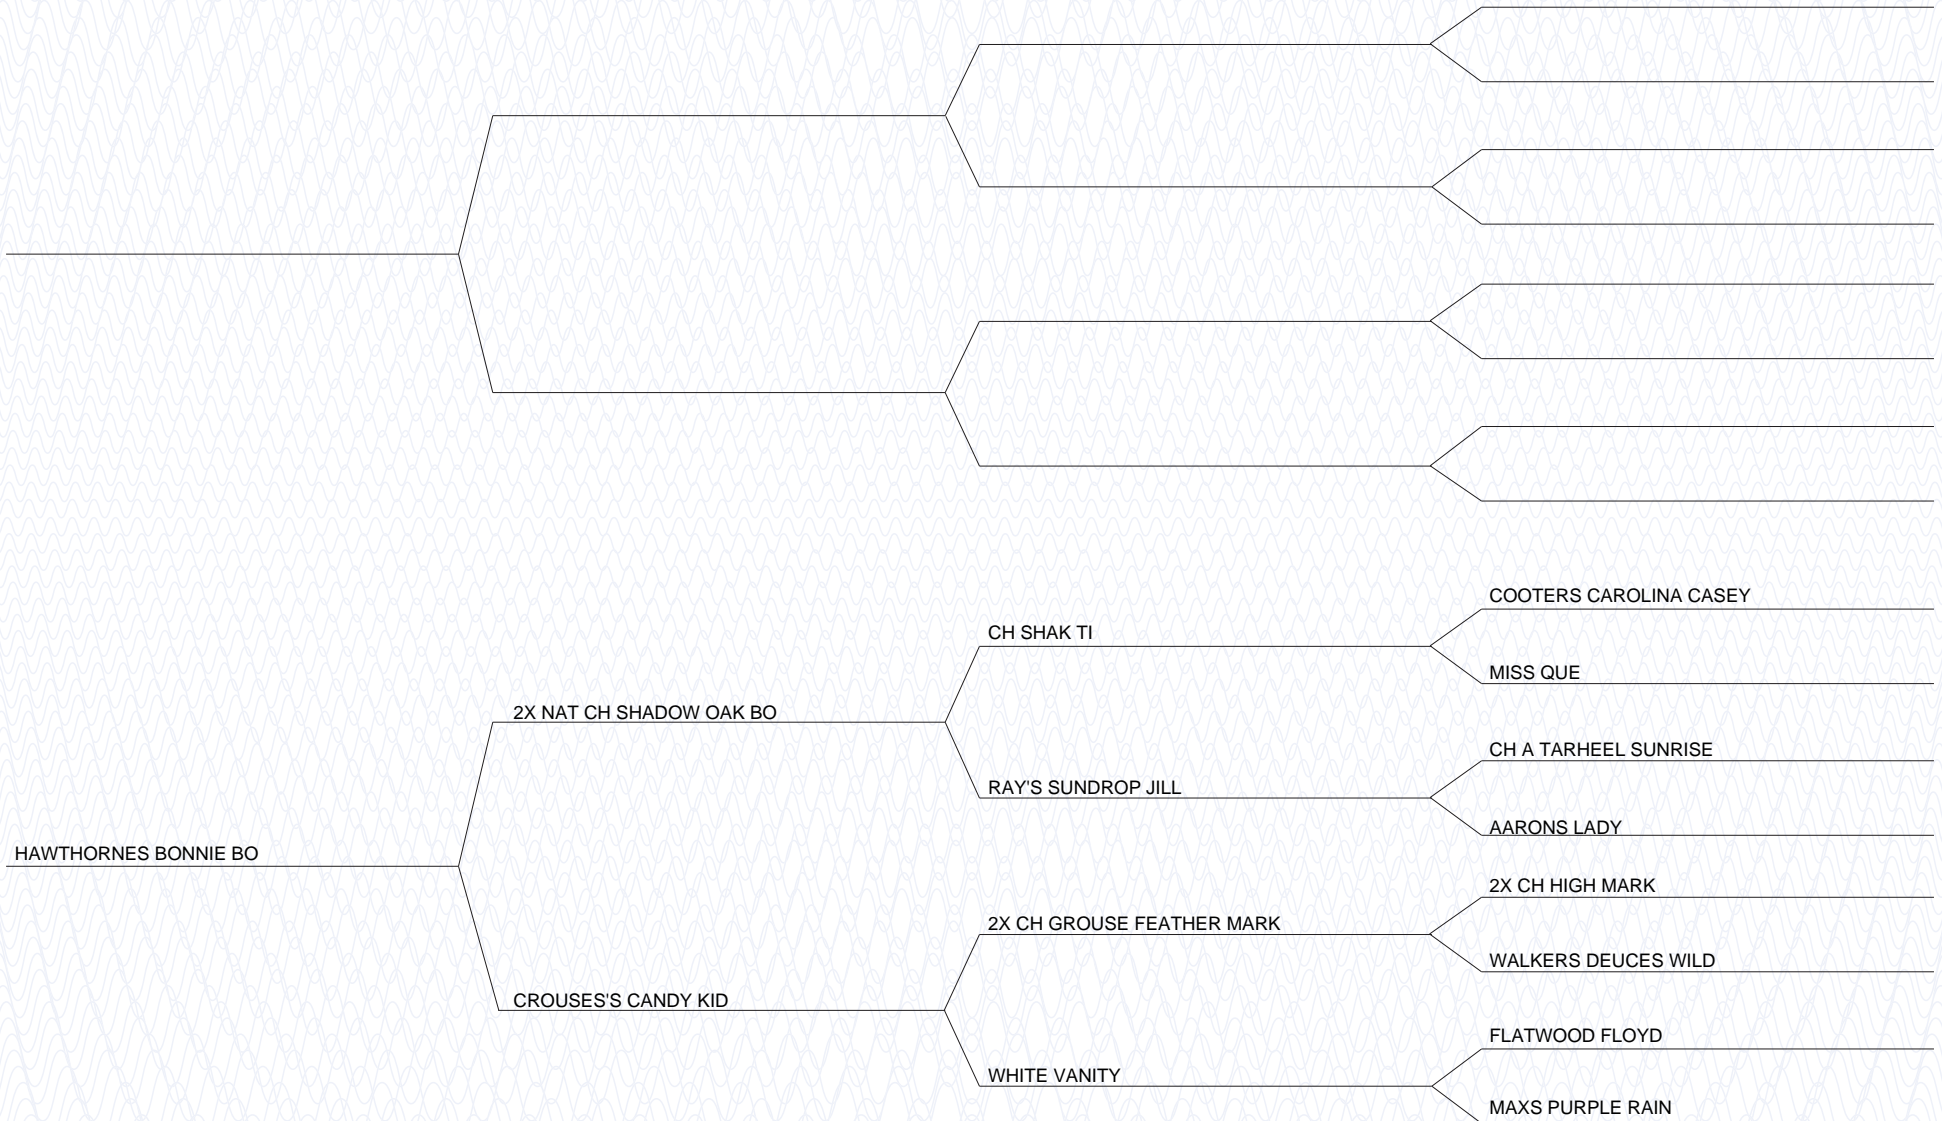 COOTERS CAROLINA CASEY
CH SHAK TI
MISS QUE
2X NAT CH SHADOW OAK BO
CH A TARHEEL SUNRISE
RAY'S SUNDROP JILL
AARONS LADY
HAWTHORNES BONNIE BO
2X CH HIGH MARK
2X CH GROUSE FEATHER MARK
WALKERS DEUCES WILD
CROUSES'S CANDY KID
FLATWOOD FLOYD
WHITE VANITY
MAXS PURPLE RAIN